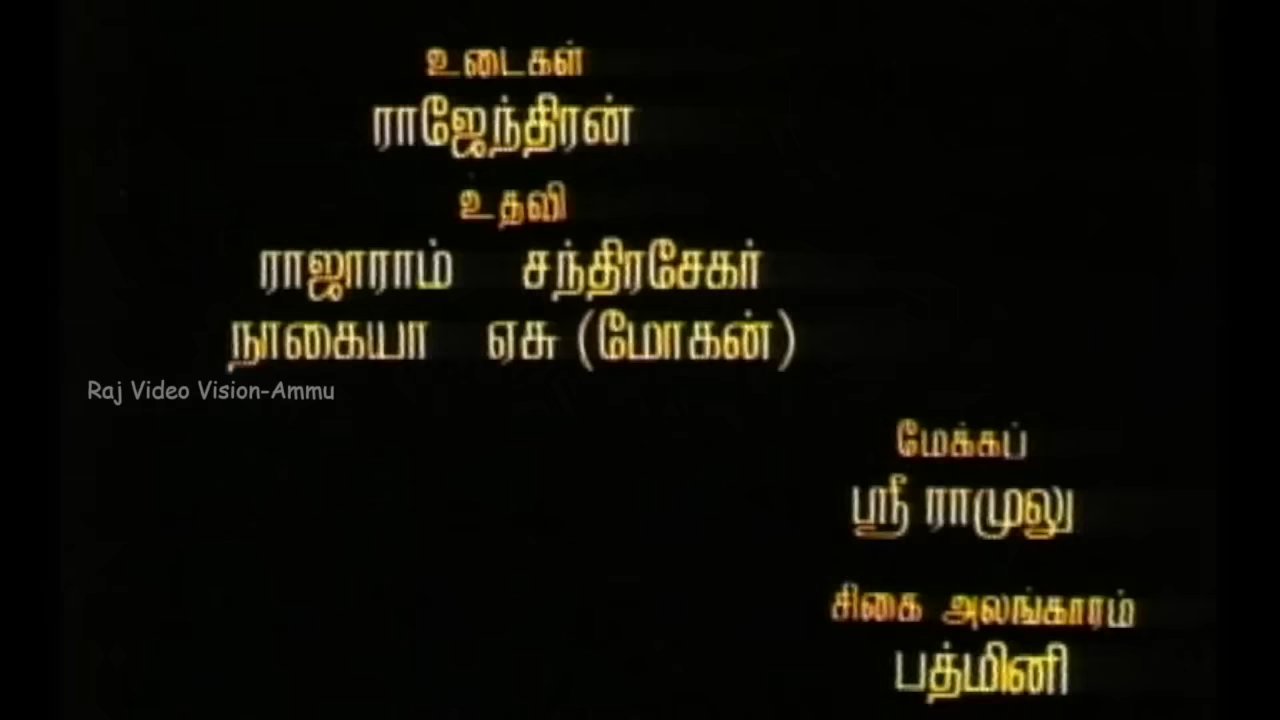 உடைகள்
ராஜேந்திரன்
உதவி
ராஜாராம் சந்திரசேகர்
நாகையா ஏசு (மோகன்)
Raj Video Vision-Ammu
மேக்கப்
ஸ்ரீ ராமுலு
சிகை அலங்காரம்
பத்மினி